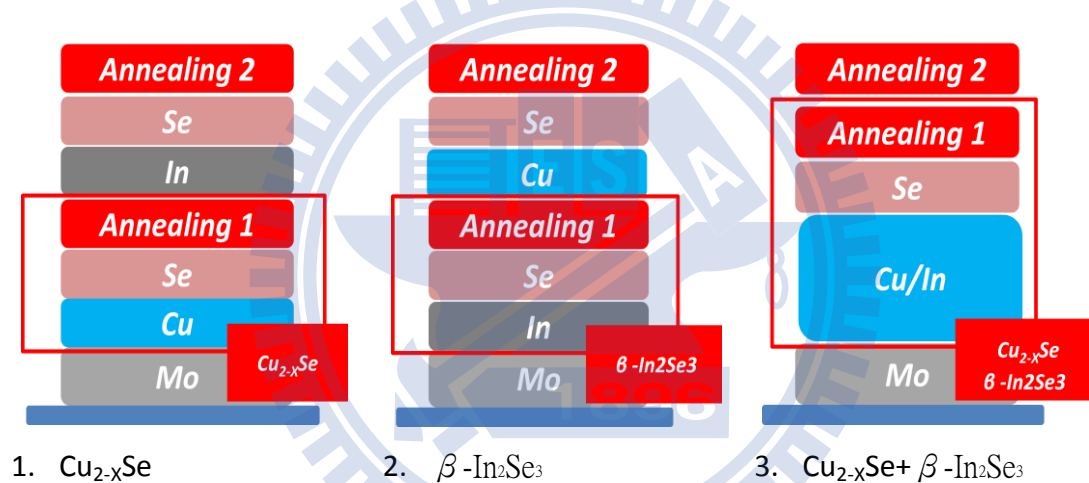 Annealing 2
Se
In
Annealing 1
Se
Cu
Mo
Cu2-XSe
Annealing 2
Se
Cu
Annealing 1
Se
In
Mo
β -In2Se3
Annealing 2
Annealing 1
Se
Cu/In
Mo
Cu2-XSe
β -In2Se3
ESA
1896
1. Cu2-XSe
2. β -In2Se3
3. Cu2-XSe+ β -In2Se3